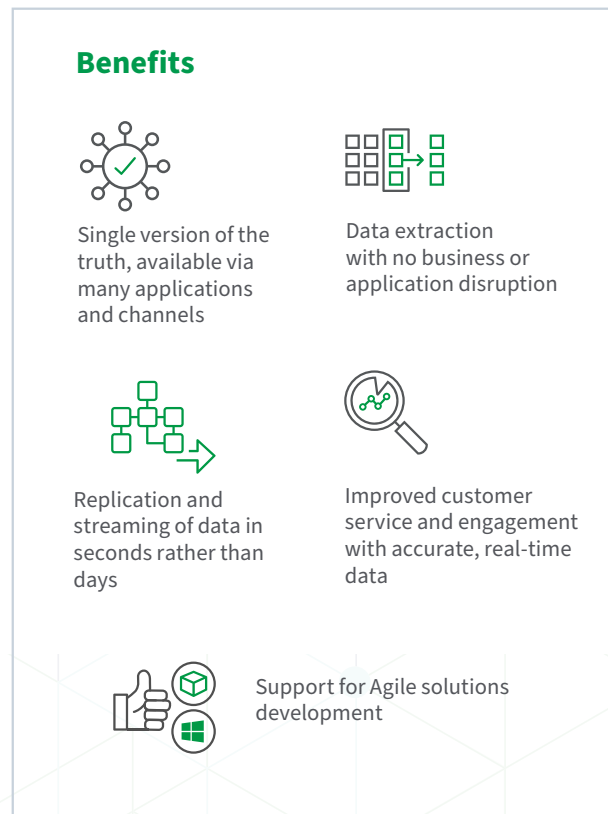 Benefits
Single version of the
truth, available via
many applications
and channels
Data extraction
with no business or
application disruption
Replication and
streaming of data in
seconds rather than
days
Improved customer
service and engagement
with accurate, real-time
data
Support for Agile solutions
development